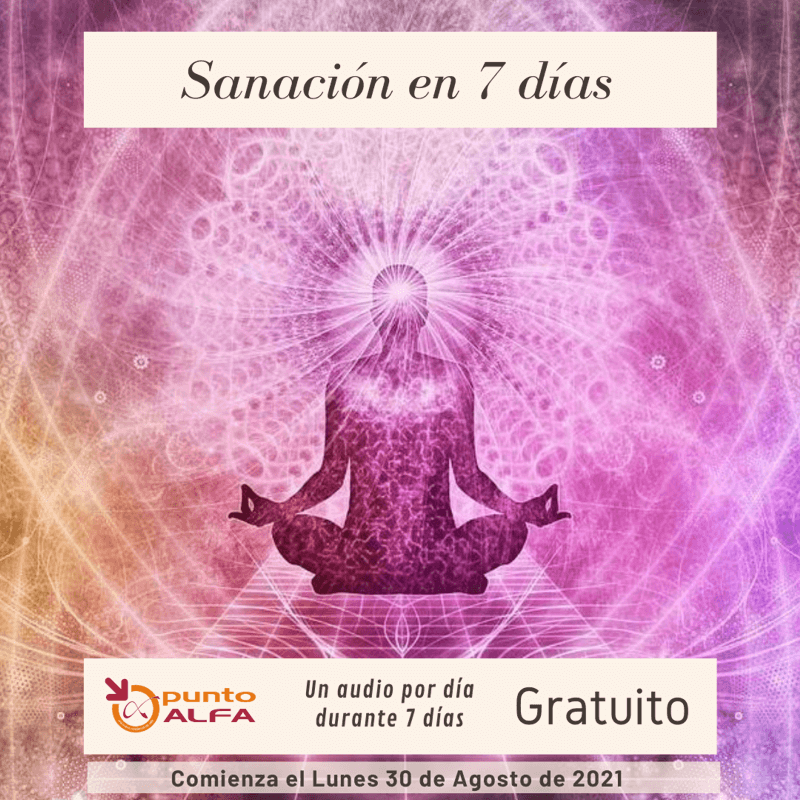 Sanación en 7 días
punto
ALFA
Un audio por día
durante 7 días
Gratuito
Comienza el Lunes 30 de Agosto de 2021